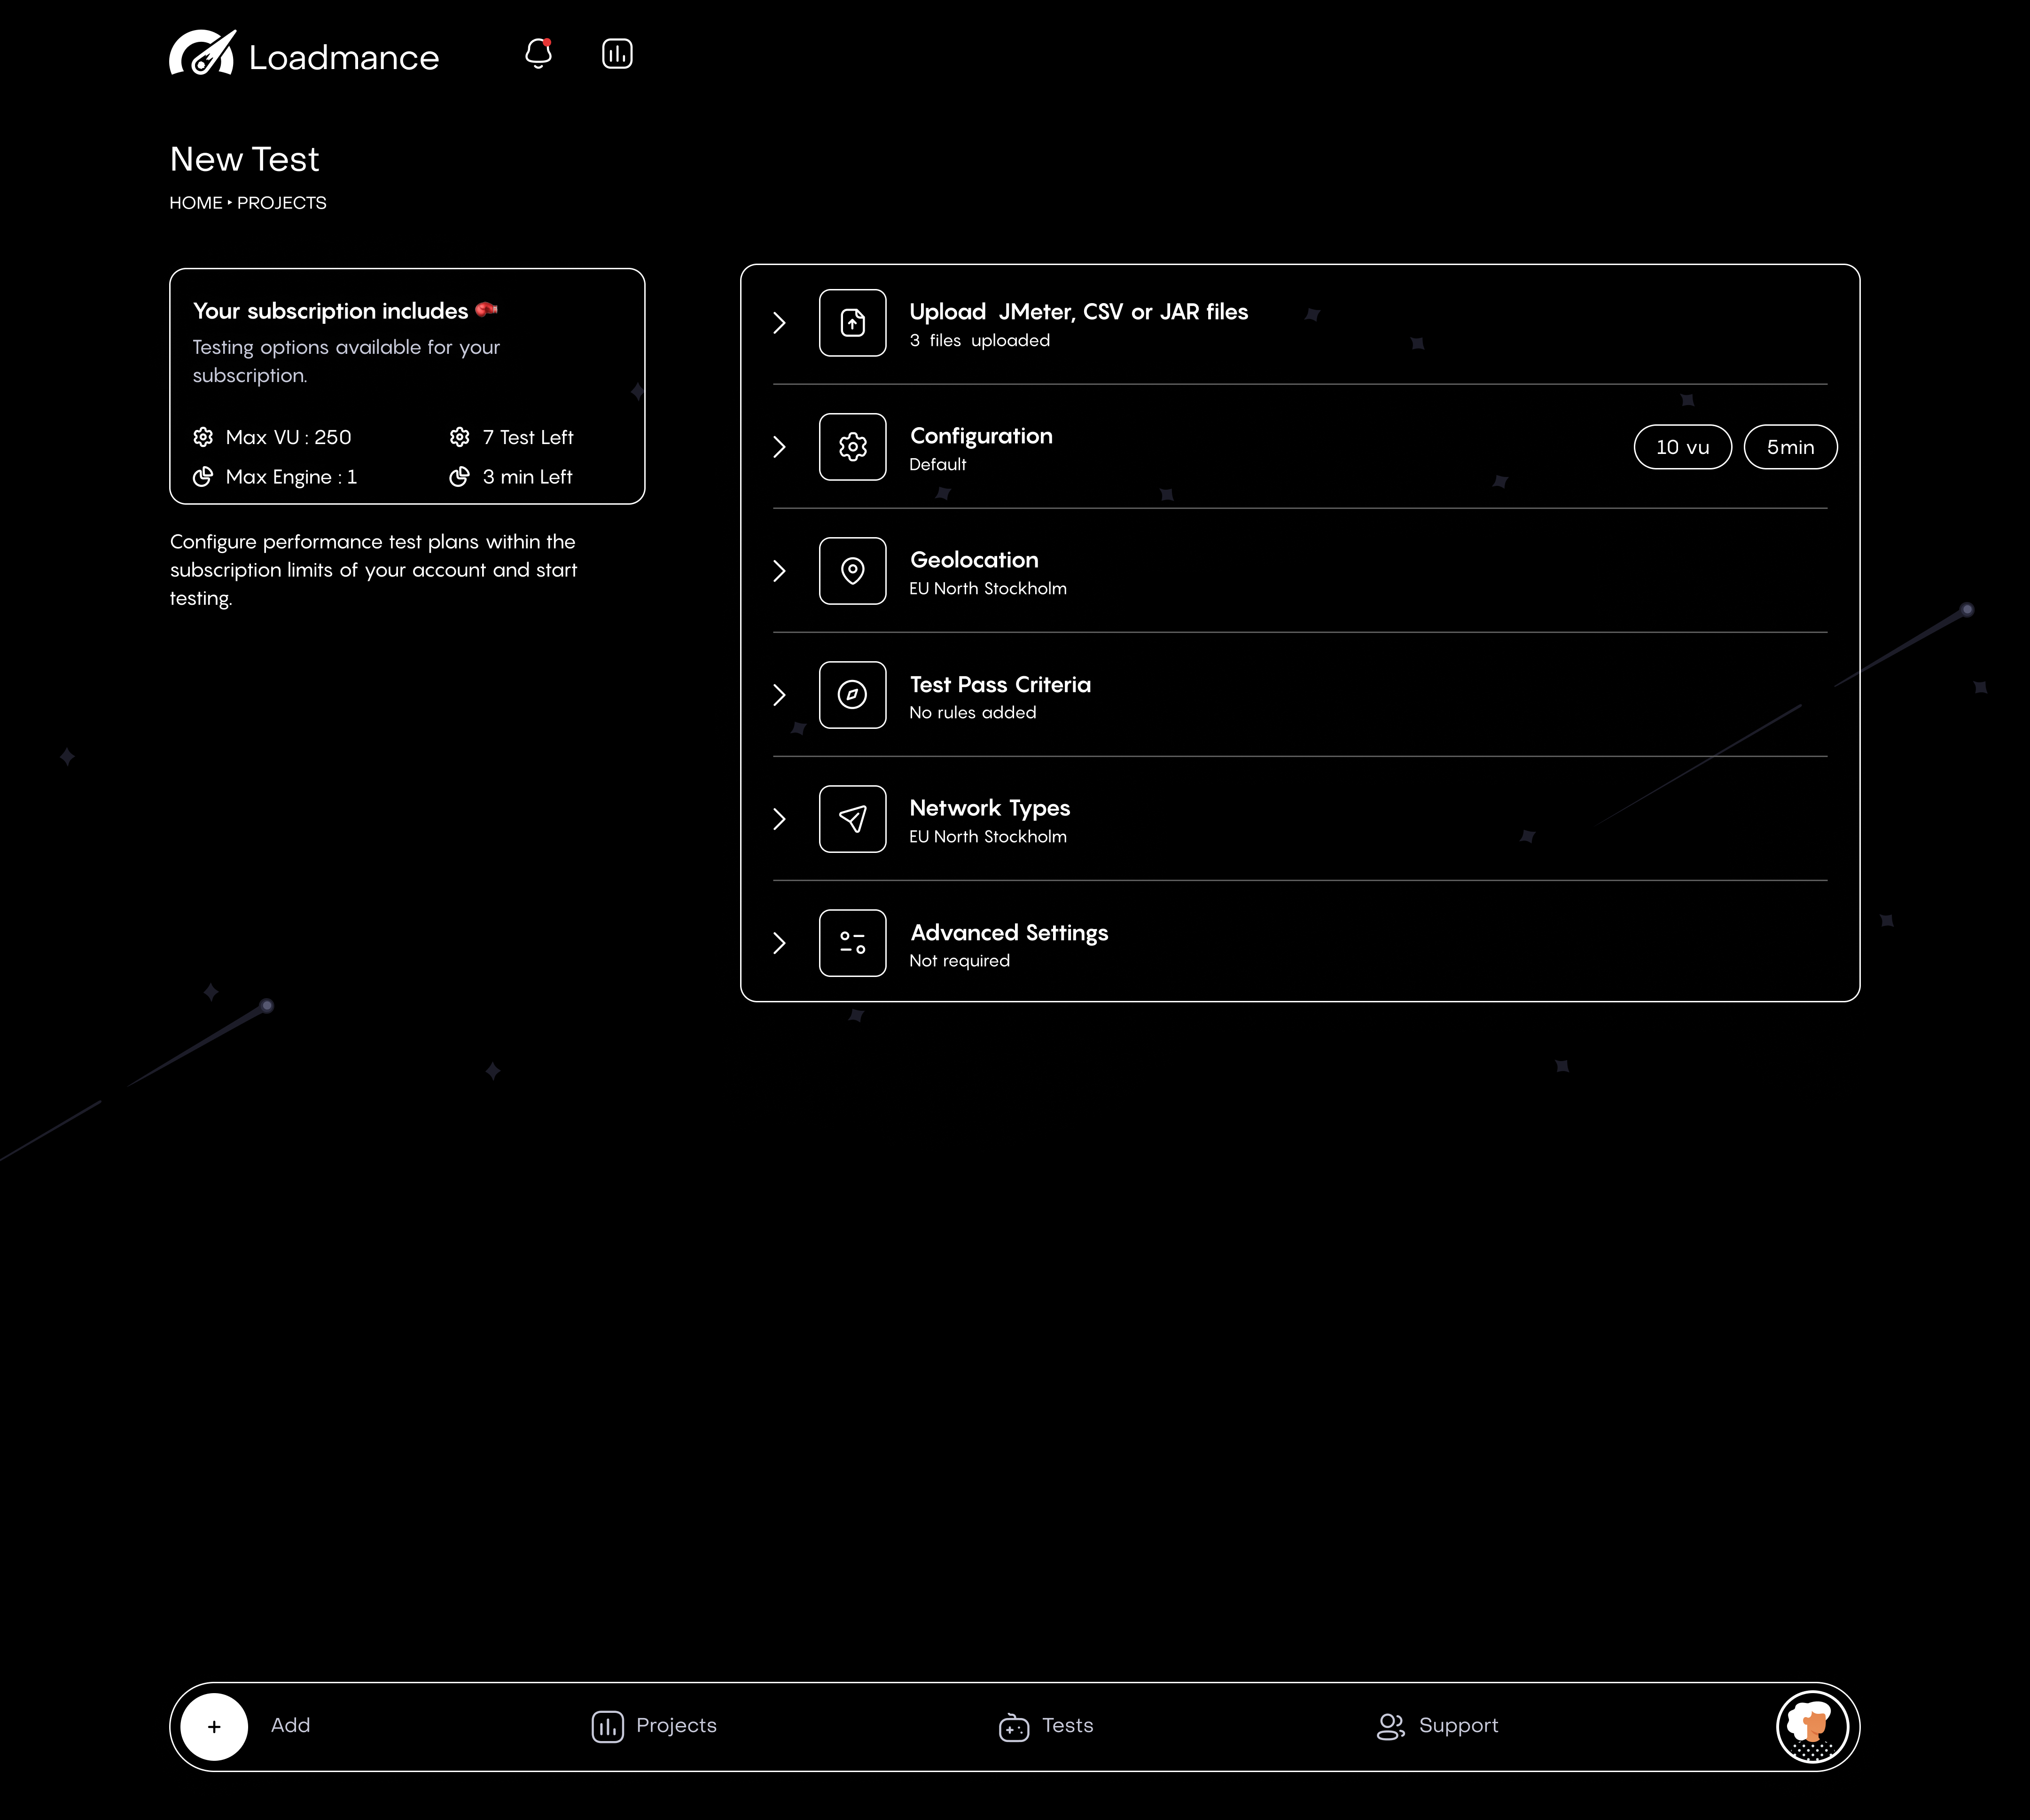 Loadmance
New Test
HOME ‣ PROJECTS
Your subscription includes 🥊
Testing options available for your
subscription.
Max VU : 250
7 Test Left
Max Engine : 1
3 min Left
Configure performance test plans within the
subscription limits of your account and start
testing.
Upload  JMeter, CSV or JAR files
3  files  uploaded
Configuration
Default
10 vu
5min
Geolocation
EU North Stockholm
Test Pass Criteria
No rules added
Network Types
EU North Stockholm
Advanced Settings
Not required
+ Add
Projects
Tests
Support